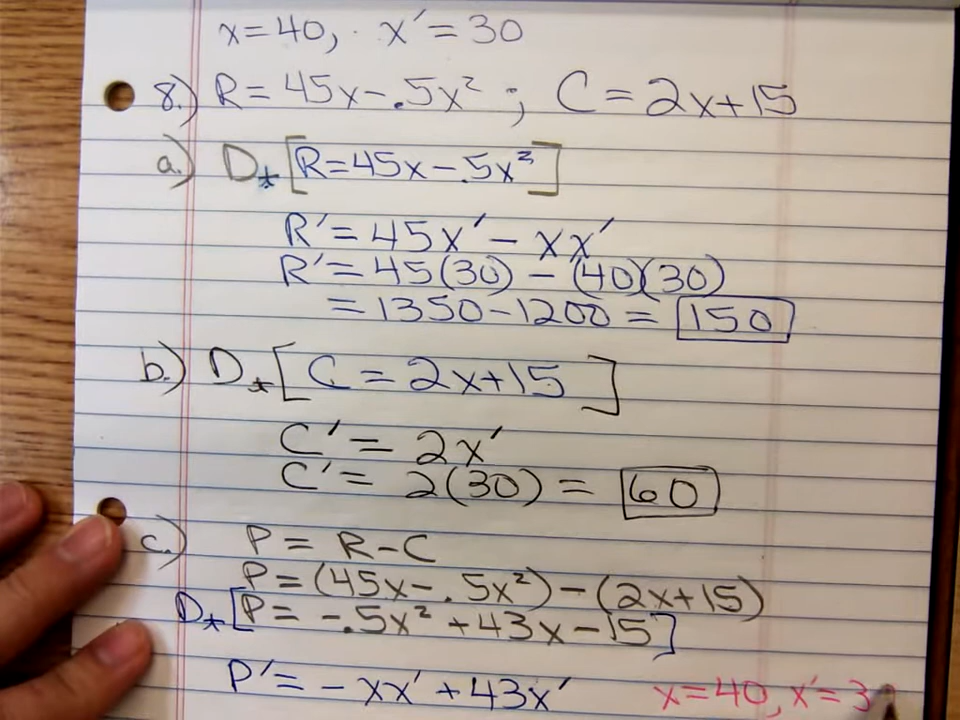 x=40, x'=30
8.) R= 45x-.5x² ; C = 2x+15
a.) Dt [R=45x-.5x²]
R'= 45x'- xx'
R'= 45(30) - (40)(30)
= 1350-1200 = 150
b.) Dt [C = 2x+15]
C'= 2x'
C'= 2(30) = 60
c.) P = R-C
P=(45x-.5x²)-(2x+15)
Dt [P= -.5x²+43x-15]
P'= -xx'+43x' x=40, x'=3